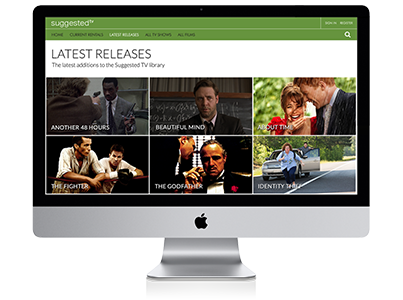 suggestedTV
SIGN IN REGISTER
HOME CURRENT RENTALS LATEST RELEASES ALL TV SHOWS ALL FILMS
LATEST RELEASES
The latest additions to the Suggested TV library
ANOTHER 48 HOURS
BEAUTIFUL MIND
ABOUT TIME
THE FIGHTER
THE GODFATHER
IDENTITY THIEF